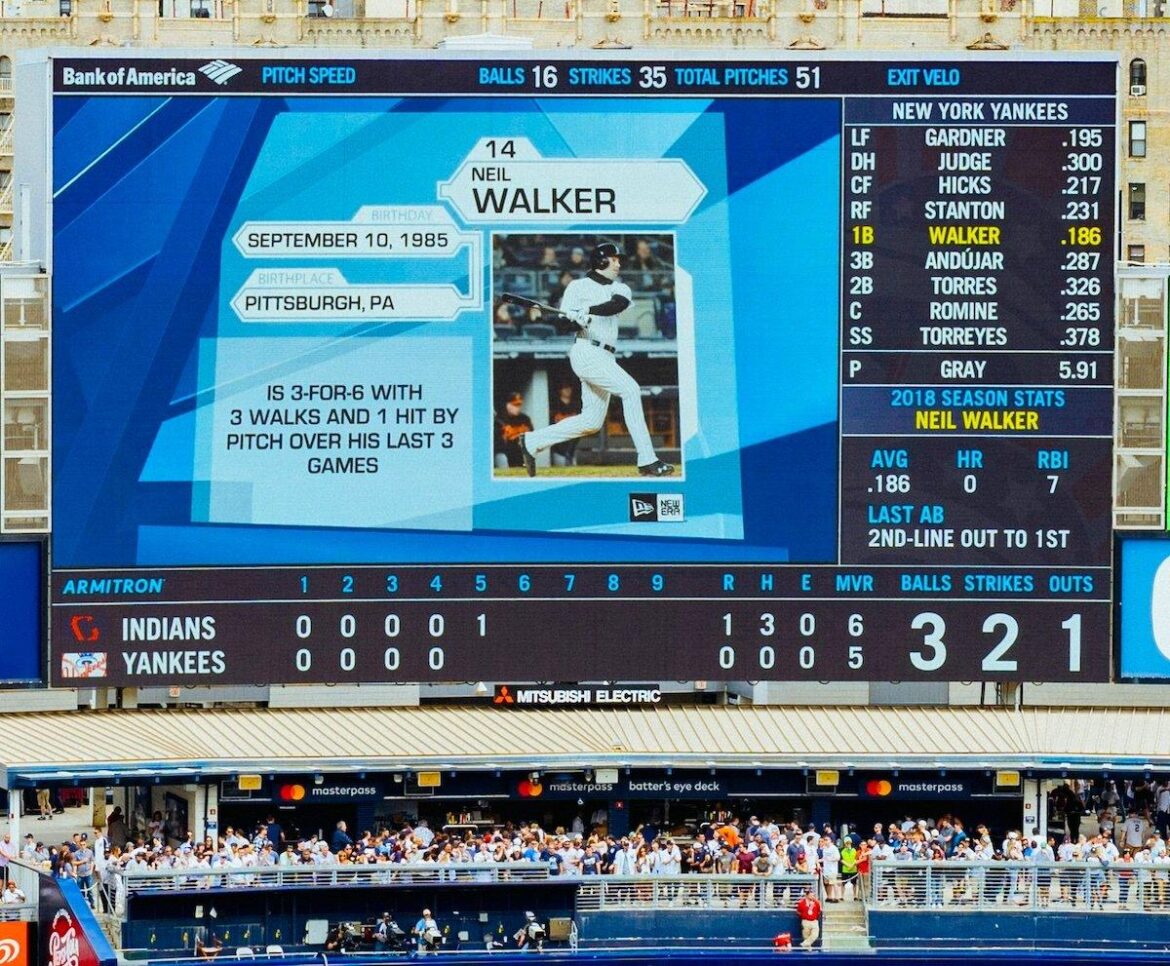 Bank of America PITCH SPEED BALLS 16 STRIKES 35 TOTAL PITCHES 51 EXIT VELO
14
NEIL
WALKER
BIRTHDAY
SEPTEMBER 10, 1985
BIRTHPLACE
PITTSBURGH, PA
IS 3-FOR-6 WITH
3 WALKS AND 1 HIT BY
PITCH OVER HIS LAST 3
GAMES
NEW ERA
NEW YORK YANKEES
LF GARDNER .195
DH JUDGE .300
CF HICKS .217
RF STANTON .231
1B WALKER .186
3B ANDÚJAR .287
2B TORRES .326
C ROMINE .265
SS TORREYES .378
P GRAY 5.91
2018 SEASON STATS
NEIL WALKER
AVG HR RBI
.186 0 7
LAST AB
2ND-LINE OUT TO 1ST
ARMITRON 1 2 3 4 5 6 7 8 9 R H E MVR BALLS STRIKES OUTS
INDIANS 0 0 0 0 1 1 3 0 6 3 2 1
YANKEES 0 0 0 0 0 0 0 5
MITSUBISHI ELECTRIC
masterpass masterpass batter's eye deck masterpass